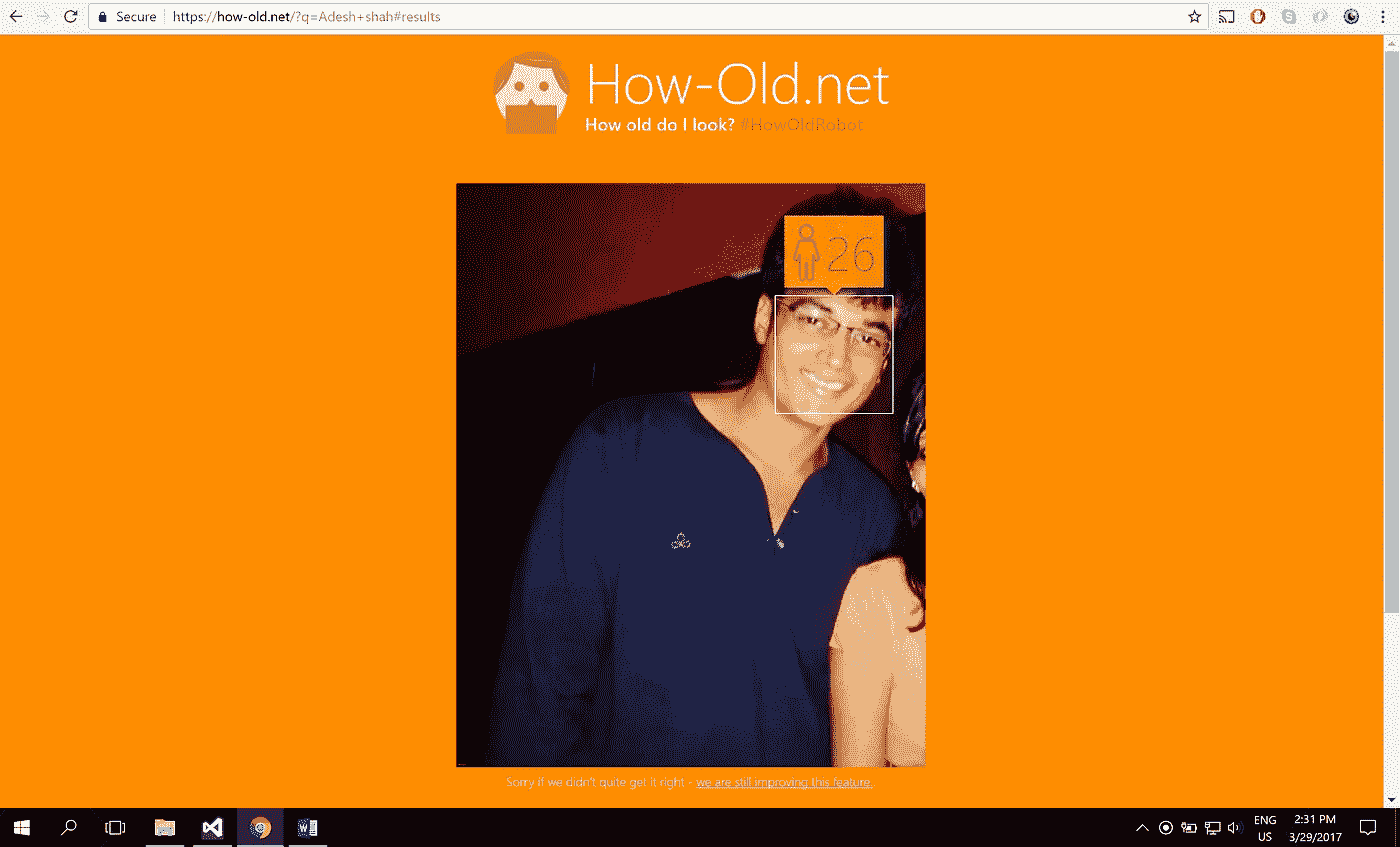 Secure https://how-old.net/?q=Adesh+shah#results
How-Old.net
How old do I look? #HowOldRobot
26
Sorry if we didn't quite get it right - we are still improving this feature.
ENG 2:31 PM
US 3/29/2017